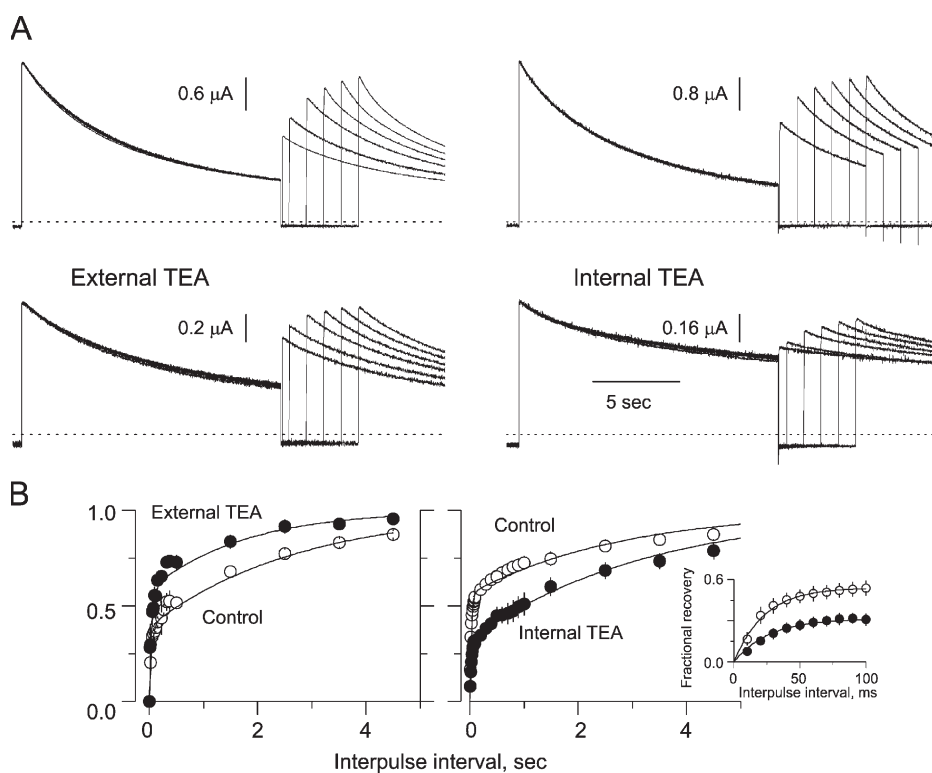 A
0.6 µA
0.8 µA
External TEA
Internal TEA
0.2 µA
0.16 µA
5 sec
B
1.0
External TEA
Control
0.5
Control
Internal TEA
0.6
Fractional recovery
0.0
0 50 100
Interpulse interval, ms
0.0
0 2 4
0 2 4
Interpulse interval, sec